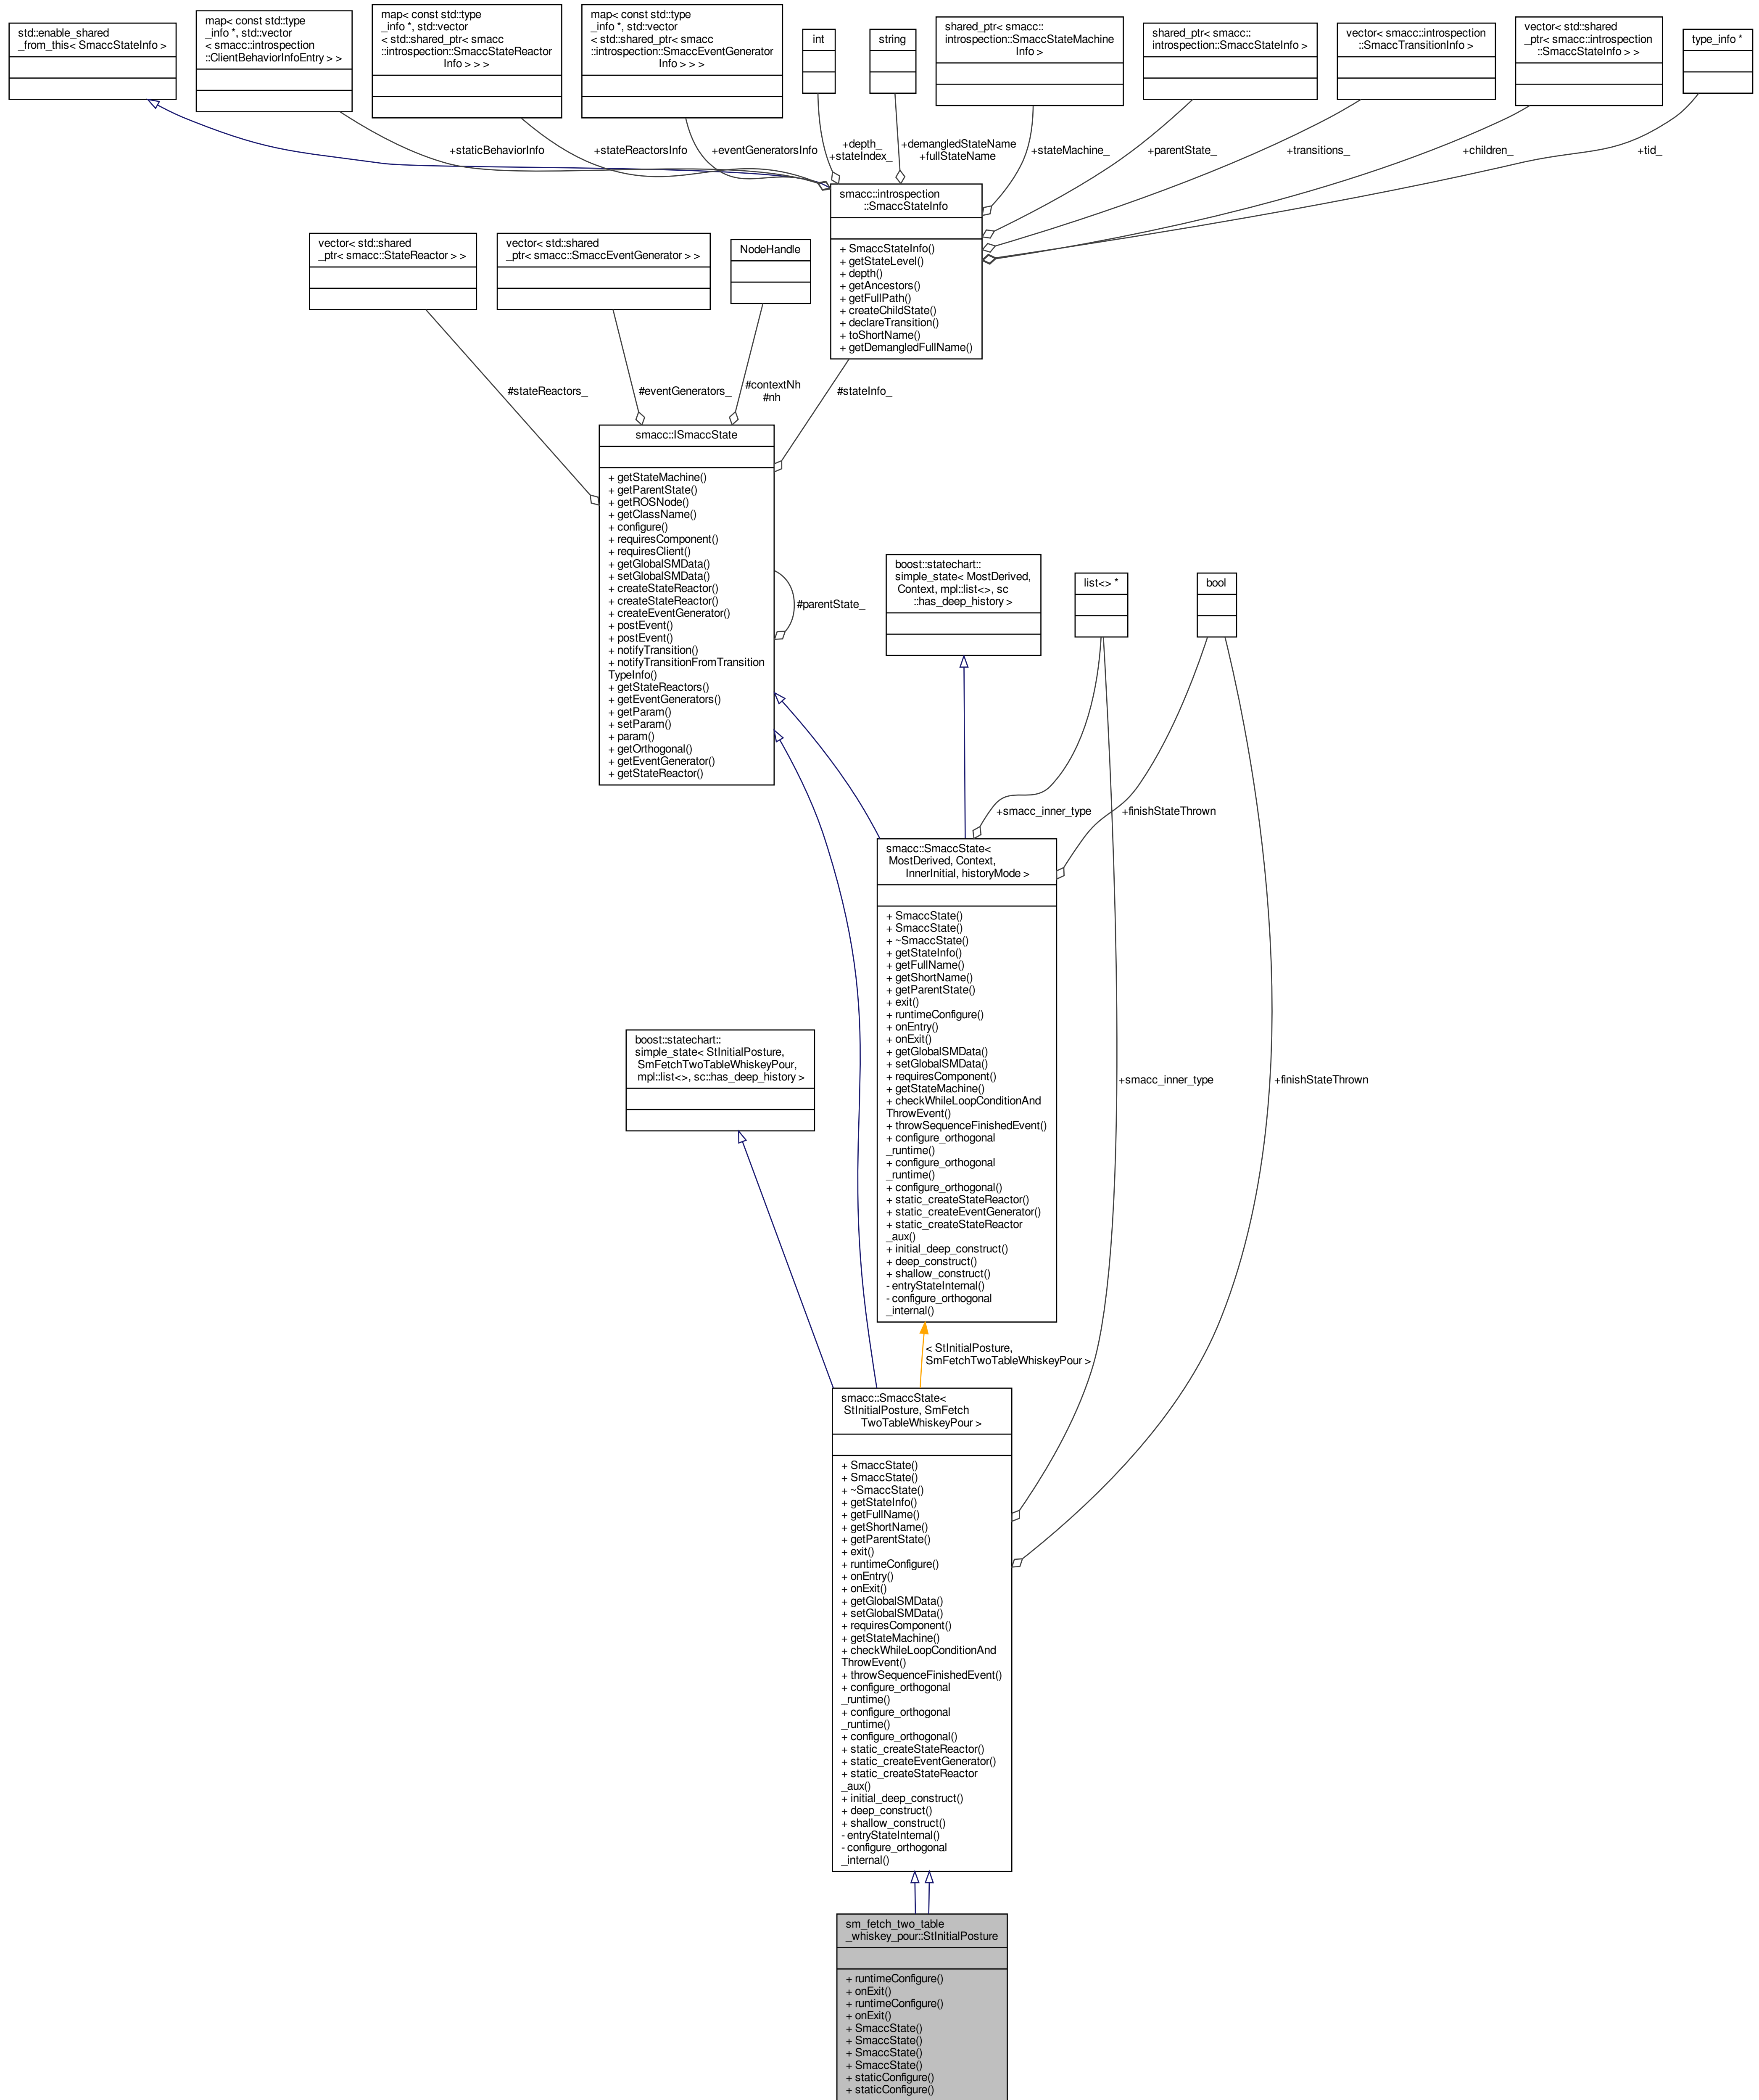 std::enable_shared
_from_this< SmaccStateInfo >
map< const std::type
_info *, std::vector
< smacc::introspection
::ClientBehaviorInfoEntry > >
map< const std::type
_info *, std::vector
< std::shared_ptr< smacc
::introspection::SmaccStateReactor
Info > > >
map< const std::type
_info *, std::vector
< std::shared_ptr< smacc
::introspection::SmaccEventGenerator
Info > > >
int
string
shared_ptr< smacc::
introspection::SmaccStateMachine
Info >
shared_ptr< smacc::
introspection::SmaccStateInfo >
vector< smacc::introspection
::SmaccTransitionInfo >
vector< std::shared
_ptr< smacc::introspection
::SmaccStateInfo > >
type_info *
+staticBehaviorInfo
+stateReactorsInfo
+eventGeneratorsInfo
+depth_
+stateIndex_
+demangledStateName
+fullStateName
+stateMachine_
+parentState_
+transitions_
+children_
+tid_
smacc::introspection
::SmaccStateInfo
+ SmaccStateInfo()
+ getStateLevel()
+ depth()
+ getAncestors()
+ getFullPath()
+ createChildState()
+ declareTransition()
+ toShortName()
+ getDemangledFullName()
vector< std::shared
_ptr< smacc::StateReactor > >
vector< std::shared
_ptr< smacc::SmaccEventGenerator > >
NodeHandle
#stateReactors_
#eventGenerators_
#contextNh
#nh
#stateInfo_
smacc::ISmaccState
+ getStateMachine()
+ getParentState()
+ getROSNode()
+ getClassName()
+ configure()
+ requiresComponent()
+ requiresClient()
+ getGlobalSMData()
+ setGlobalSMData()
+ createStateReactor()
+ createStateReactor()
+ createEventGenerator()
+ postEvent()
+ postEvent()
+ notifyTransition()
+ notifyTransitionFromTransition
TypeInfo()
+ getStateReactors()
+ getEventGenerators()
+ getParam()
+ setParam()
+ param()
+ getOrthogonal()
+ getEventGenerator()
+ getStateReactor()
#parentState_
boost::statechart::
simple_state< MostDerived,
Context, mpl::list<>, sc
::has_deep_history >
list<> *
bool
+smacc_inner_type
+finishStateThrown
smacc::SmaccState<
MostDerived, Context,
InnerInitial, historyMode >
+ SmaccState()
+ SmaccState()
+ ~SmaccState()
+ getStateInfo()
+ getFullName()
+ getShortName()
+ getParentState()
+ exit()
+ runtimeConfigure()
+ onEntry()
+ onExit()
+ getGlobalSMData()
+ setGlobalSMData()
+ requiresComponent()
+ getStateMachine()
+ checkWhileLoopConditionAnd
ThrowEvent()
+ throwSequenceFinishedEvent()
+ configure_orthogonal
_runtime()
+ configure_orthogonal
_runtime()
+ configure_orthogonal()
+ static_createStateReactor()
+ static_createEventGenerator()
+ static_createStateReactor
_aux()
+ initial_deep_construct()
+ deep_construct()
+ shallow_construct()
- entryStateInternal()
- configure_orthogonal
_internal()
boost::statechart::
simple_state< StInitialPosture,
SmFetchTwoTableWhiskeyPour,
mpl::list<>, sc::has_deep_history >
+smacc_inner_type
+finishStateThrown
< StInitialPosture,
SmFetchTwoTableWhiskeyPour >
smacc::SmaccState<
StInitialPosture, SmFetch
TwoTableWhiskeyPour >
+ SmaccState()
+ SmaccState()
+ ~SmaccState()
+ getStateInfo()
+ getFullName()
+ getShortName()
+ getParentState()
+ exit()
+ runtimeConfigure()
+ onEntry()
+ onExit()
+ getGlobalSMData()
+ setGlobalSMData()
+ requiresComponent()
+ getStateMachine()
+ checkWhileLoopConditionAnd
ThrowEvent()
+ throwSequenceFinishedEvent()
+ configure_orthogonal
_runtime()
+ configure_orthogonal
_runtime()
+ configure_orthogonal()
+ static_createStateReactor()
+ static_createEventGenerator()
+ static_createStateReactor
_aux()
+ initial_deep_construct()
+ deep_construct()
+ shallow_construct()
- entryStateInternal()
- configure_orthogonal
_internal()
sm_fetch_two_table
_whiskey_pour::StInitialPosture
+ runtimeConfigure()
+ onExit()
+ runtimeConfigure()
+ onExit()
+ SmaccState()
+ SmaccState()
+ SmaccState()
+ SmaccState()
+ staticConfigure()
+ staticConfigure()